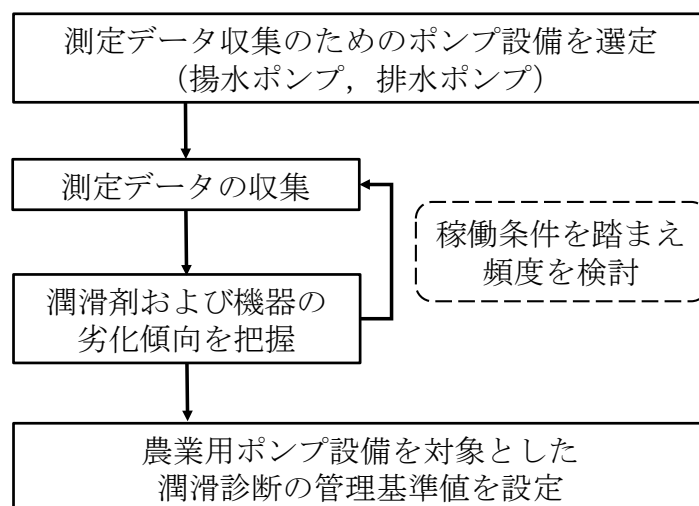 測定データ収集のためのポンプ設備を選定
（揚水ポンプ，排水ポンプ）
測定データの収集
稼働条件を踏まえ
頻度を検討
潤滑剤および機器の
劣化傾向を把握
農業用ポンプ設備を対象とした
潤滑診断の管理基準値を設定